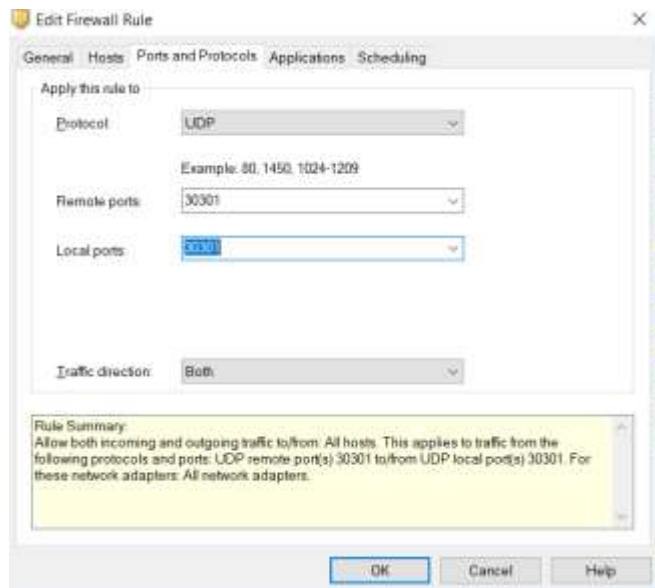 Edit Firewall Rule
General Hosts Ports and Protocols Applications Scheduling
Apply this rule to
Protocol: UDP
Example: 80, 1450, 1024-1209
Remote ports: 30301
Local ports: 30301
Traffic direction: Both
Rule Summary:
Allow both incoming and outgoing traffic to/from: All hosts. This applies to traffic from the
following protocols and ports: UDP remote port(s) 30301 to/from UDP local port(s) 30301. For
these network adapters: All network adapters.
OK Cancel Help